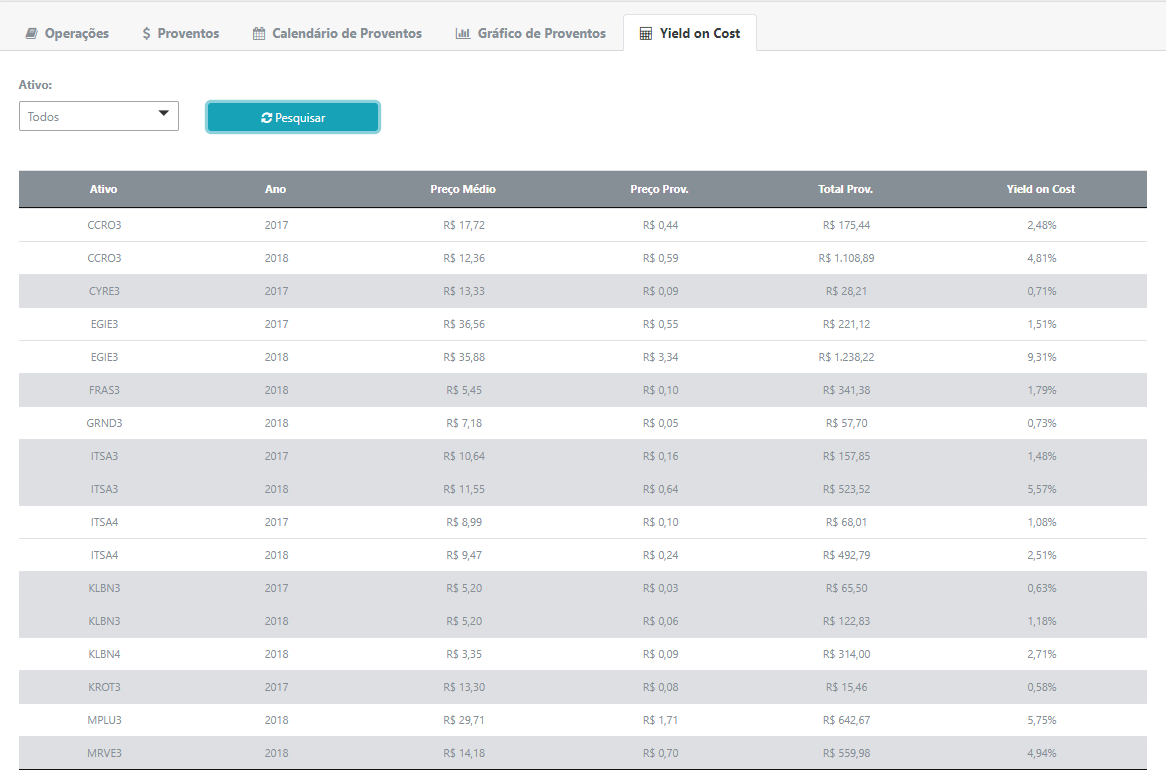 Operações $ Proventos Calendário de Proventos Gráfico de Proventos Yield on Cost
Ativo:
Todos Pesquisar
Ativo Ano Preço Médio Preço Prov. Total Prov. Yield on Cost
CCRO3 2017 R$ 17,72 R$ 0,44 R$ 175,44 2,48%
CCRO3 2018 R$ 12,36 R$ 0,59 R$ 1.108,89 4,81%
CYRE3 2017 R$ 13,33 R$ 0,09 R$ 28,21 0,71%
EGIE3 2017 R$ 36,56 R$ 0,55 R$ 221,12 1,51%
EGIE3 2018 R$ 35,88 R$ 3,34 R$ 1.238,22 9,31%
FRAS3 2018 R$ 5,45 R$ 0,10 R$ 341,38 1,79%
GRND3 2018 R$ 7,18 R$ 0,05 R$ 57,70 0,73%
ITSA3 2017 R$ 10,64 R$ 0,16 R$ 157,85 1,48%
ITSA3 2018 R$ 11,55 R$ 0,64 R$ 523,52 5,57%
ITSA4 2017 R$ 8,99 R$ 0,10 R$ 68,01 1,08%
ITSA4 2018 R$ 9,47 R$ 0,24 R$ 492,79 2,51%
KLBN3 2017 R$ 5,20 R$ 0,03 R$ 65,50 0,63%
KLBN3 2018 R$ 5,20 R$ 0,06 R$ 122,83 1,18%
KLBN4 2018 R$ 3,35 R$ 0,09 R$ 314,00 2,71%
KROT3 2017 R$ 13,30 R$ 0,08 R$ 15,46 0,58%
MPLU3 2018 R$ 29,71 R$ 1,71 R$ 642,67 5,75%
MRVE3 2018 R$ 14,18 R$ 0,70 R$ 559,98 4,94%